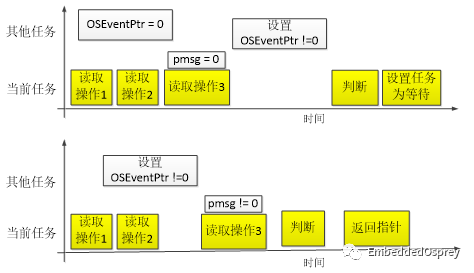 其他任务
OSEventPtr = 0
设置
OSEventPtr !=0
pmsg = 0
当前任务
读取
操作1
读取
操作2
读取操作3
判断
设置任务
为等待
时间
其他任务
设置
OSEventPtr !=0
pmsg != 0
当前任务
读取
操作1
读取
操作2
读取操作3
判断
返回指针
时间
EmbeddedOsprey